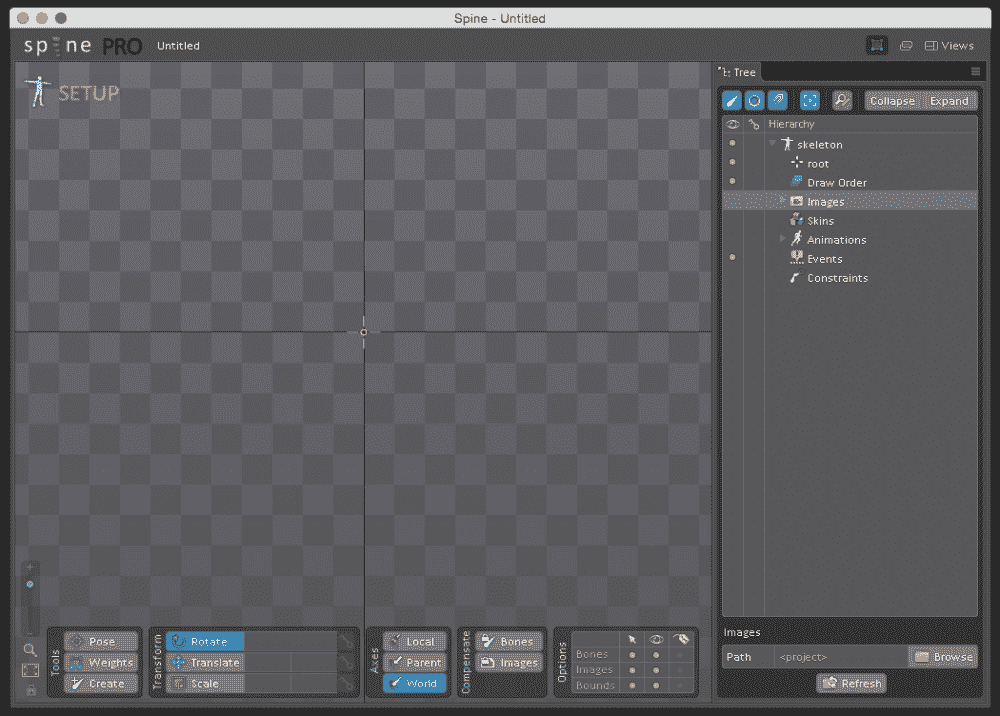 Spine - Untitled
spine PRO Untitled Views
SETUP
Tree
Collapse Expand
Hierarchy
skeleton
root
Draw Order
Images
Skins
Animations
Events
Constraints
Images
Path <project> Browse
Refresh
Tools
Pose
Weights
Create
Transform
Rotate
Translate
Scale
Axes
Local
Parent
World
Compensate
Bones
Images
Options
Bones
Images
Bounds